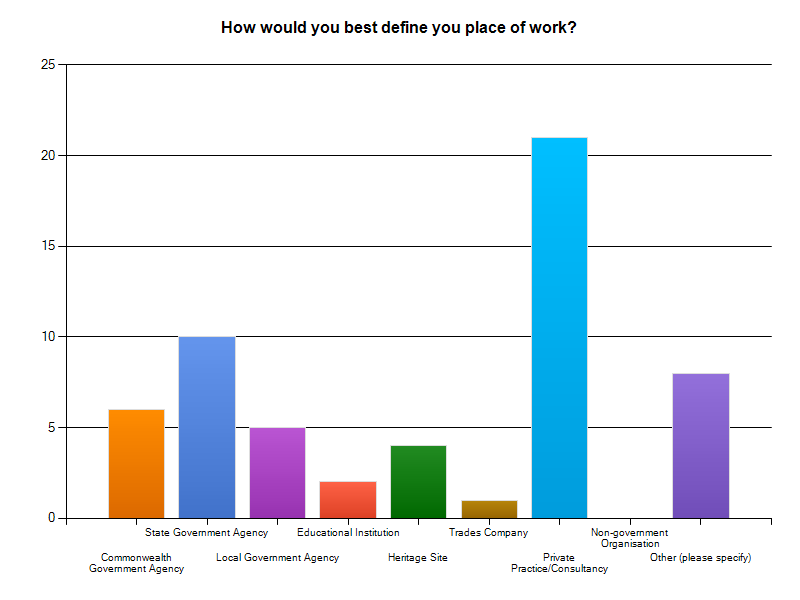 How would you best define you place of work?
25
20
15
10
5
0
State Government Agency
Educational Institution
Trades Company
Non-government
Organisation
Commonwealth
Government Agency
Local Government Agency
Heritage Site
Private
Practice/Consultancy
Other (please specify)